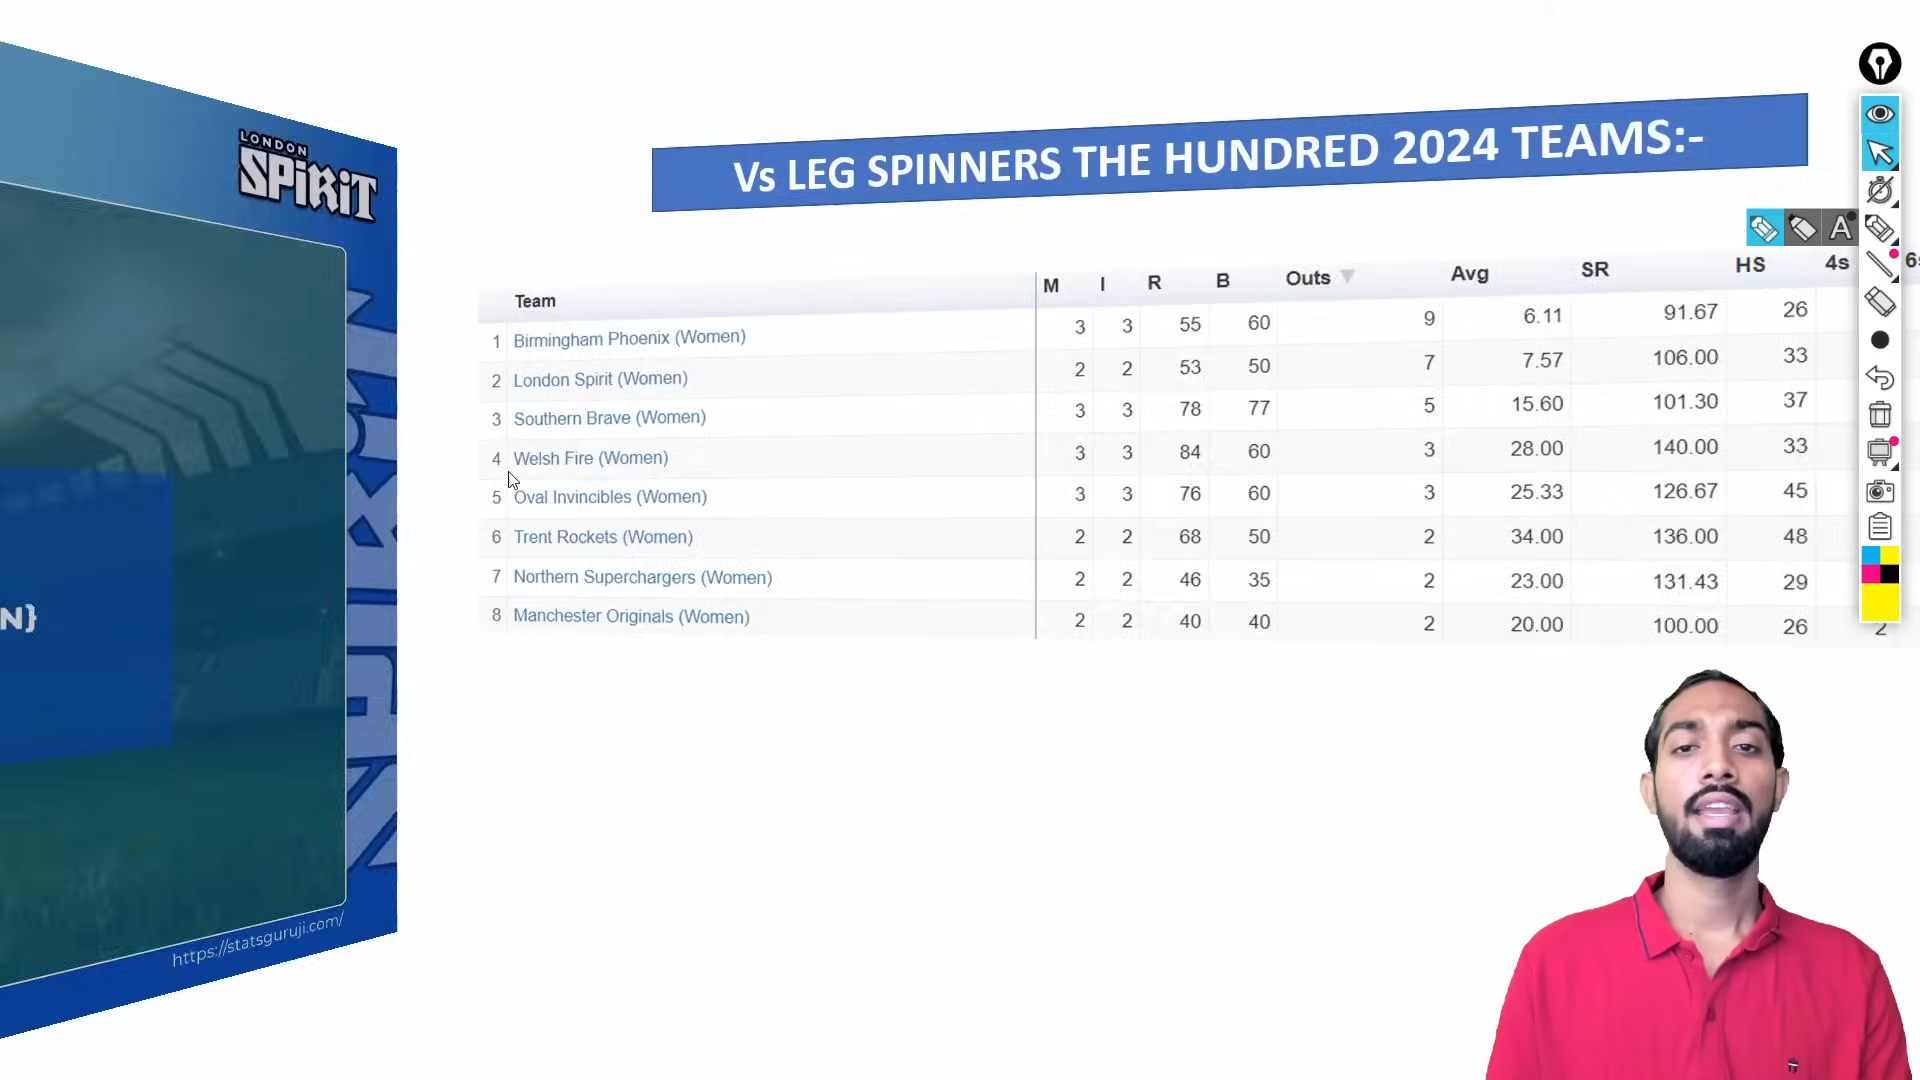 LONDON
SPIRIT
N}
https://statsguruji.com/
Vs LEG SPINNERS THE HUNDRED 2024 TEAMS:-
A
Team M I R B Outs Avg SR HS 4s 6s
1 Birmingham Phoenix (Women) 3 3 55 60 9 6.11 91.67 26
2 London Spirit (Women) 2 2 53 50 7 7.57 106.00 33
3 Southern Brave (Women) 3 3 78 77 5 15.60 101.30 37
4 Welsh Fire (Women) 3 3 84 60 3 28.00 140.00 33
5 Oval Invincibles (Women) 3 3 76 60 3 25.33 126.67 45
6 Trent Rockets (Women) 2 2 68 50 2 34.00 136.00 48
7 Northern Superchargers (Women) 2 2 46 35 2 23.00 131.43 29
8 Manchester Originals (Women) 2 2 40 40 2 20.00 100.00 26 2